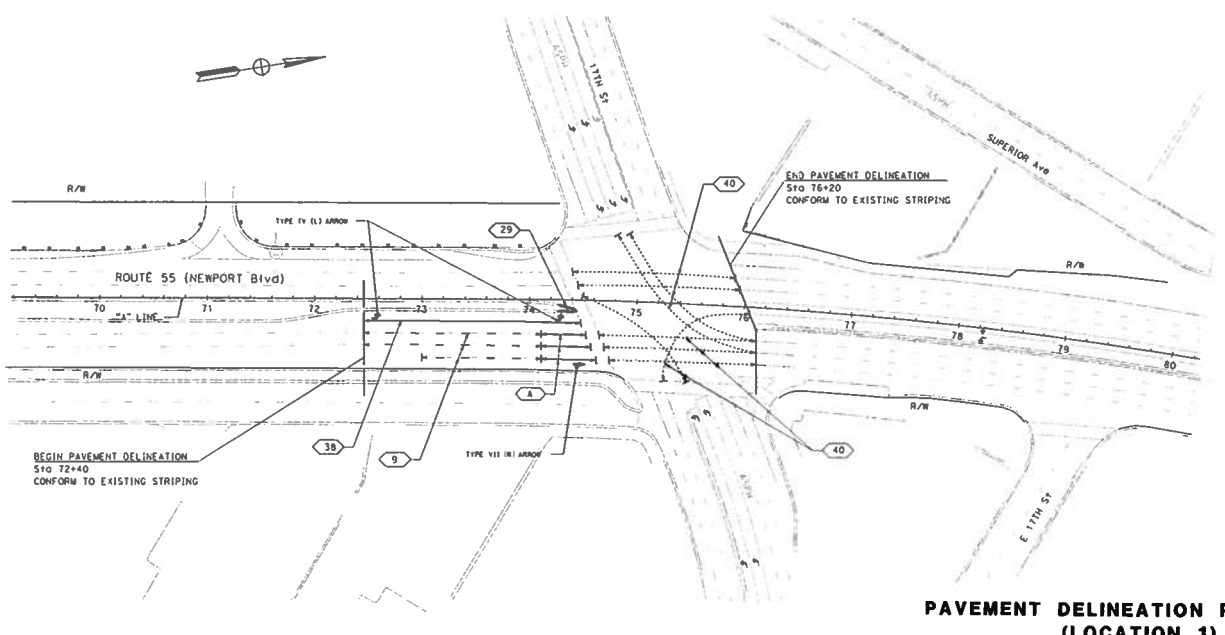 ASPH
17TH St
ASPH
SUPERIOR Ave
R/W
TYPE IV (L) ARROW
29
40
END PAVEMENT DELINEATION
Sta 76+20
CONFORM TO EXISTING STRIPING
R/W
ROUTE 55 (NEWPORT Blvd)
70
71
72
73
74
75
76
77
78
79
80
"A" LINE
R/W
A
R/W
38
9
TYPE VII (R) ARROW
40
BEGIN PAVEMENT DELINEATION
Sta 72+40
CONFORM TO EXISTING STRIPING
ASPH
E 17TH St
PAVEMENT DELINEATION
(LOCATION 1)